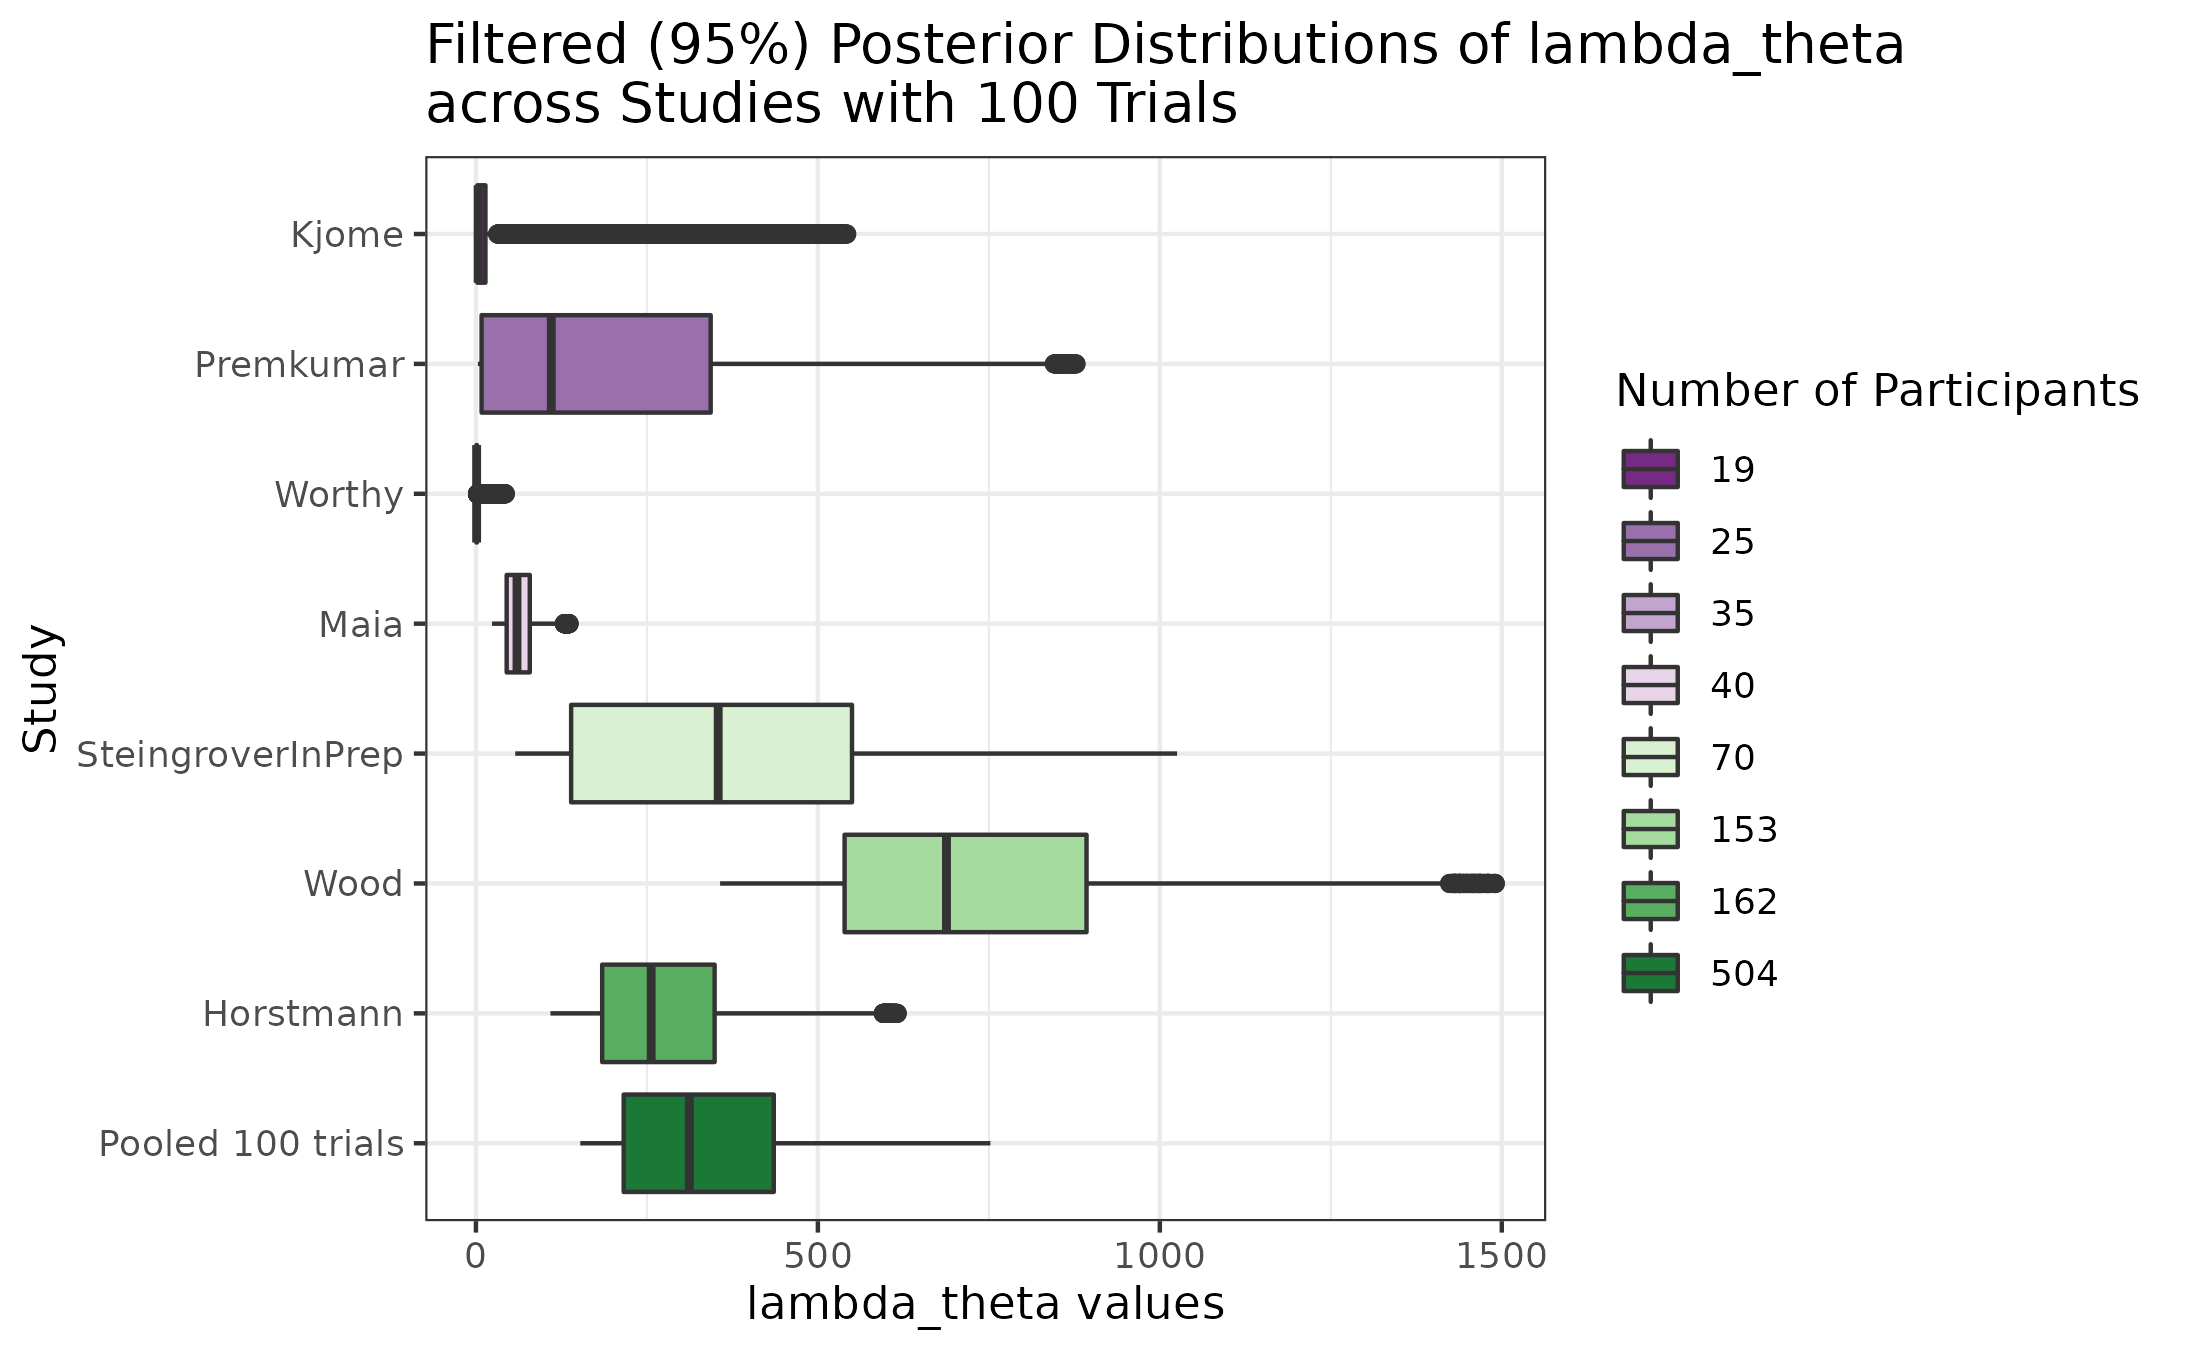 Filtered (95%) Posterior Distributions of lambda_theta
across Studies with 100 Trials
Study
Kjome
Premkumar
Worthy
Maia
SteingroverInPrep
Wood
Horstmann
Pooled 100 trials
0
500
1000
1500
lambda_theta values
Number of Participants
19
25
35
40
70
153
162
504